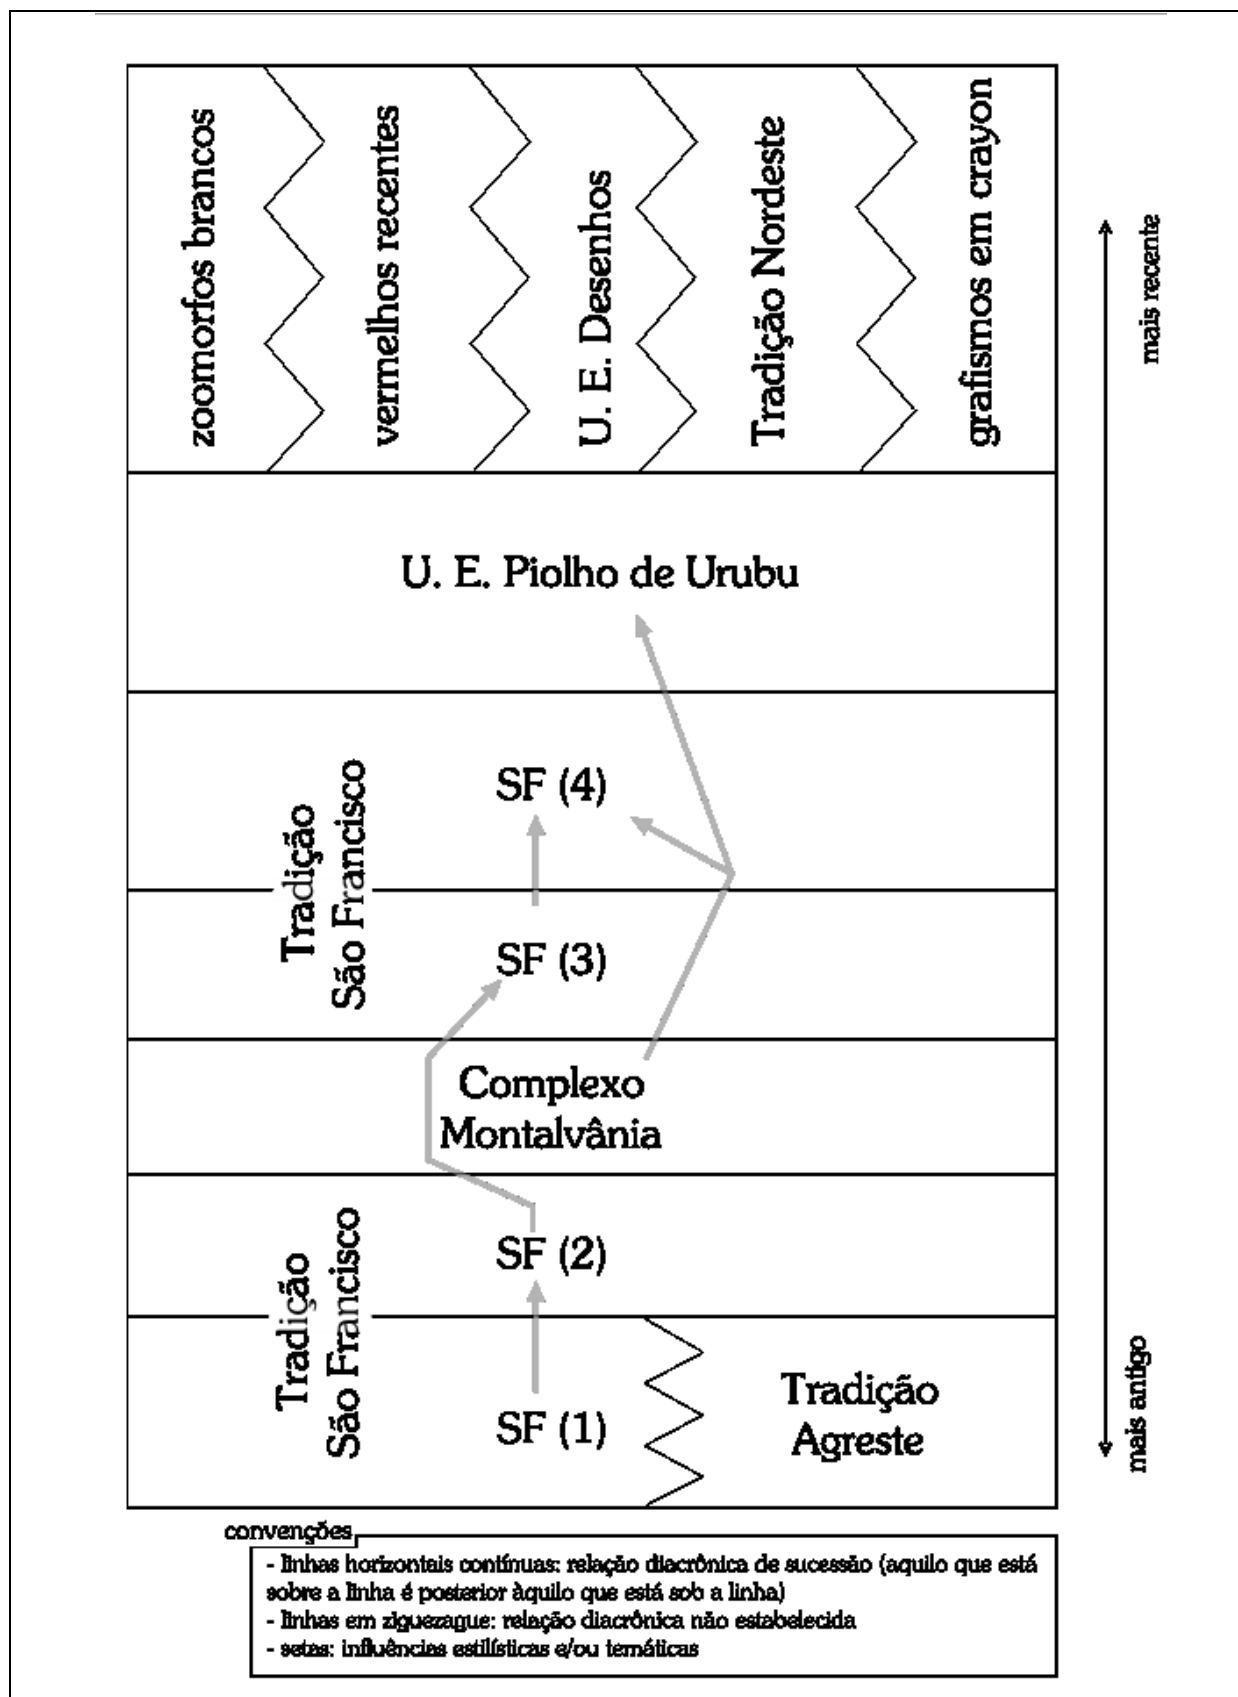 zoomorfos brancos
vermelhos recentes
U. E. Desenhos
Tradição Nordeste
grafismos em crayon
mais recente
U. E. Piolho de Urubu
Tradição
São Francisco
SF (4)
SF (3)
Complexo
Montalvânia
Tradição
São Francisco
SF (2)
SF (1)
Tradição
Agreste
mais antigo
convenções
- linhas horizontais contínuas: relação diacrônica de sucessão (aquilo que está
sobre a linha é posterior àquilo que está sob a linha)
- linhas em ziguezague: relação diacrônica não estabelecida
- setas: influências estilísticas e/ou temáticas